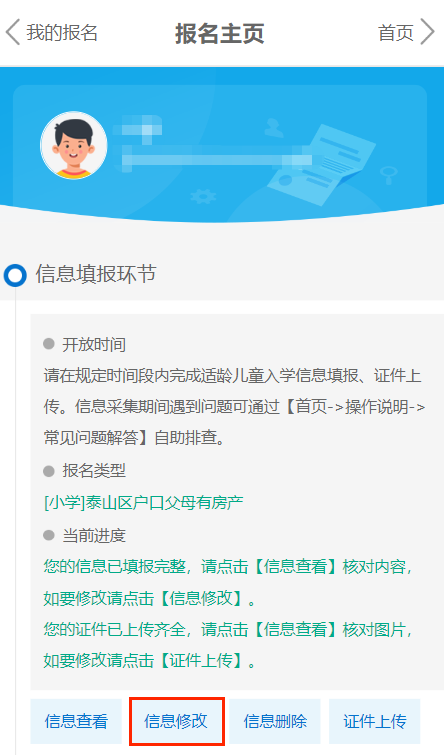 我的报名 报名主页 首页
信息填报环节
开放时间
请在规定时间段内完成适龄儿童入学信息填报、证件上
传。信息采集期间遇到问题可通过【首页->操作说明->
常见问题解答】自助排查。
报名类型
[小学]泰山区户口父母有房产
当前进度
您的信息已填报完整，请点击【信息查看】核对内容，
如要修改请点击【信息修改】。
您的证件已上传齐全，请点击【信息查看】核对图片，
如要修改请点击【证件上传】。
信息查看 信息修改 信息删除 证件上传